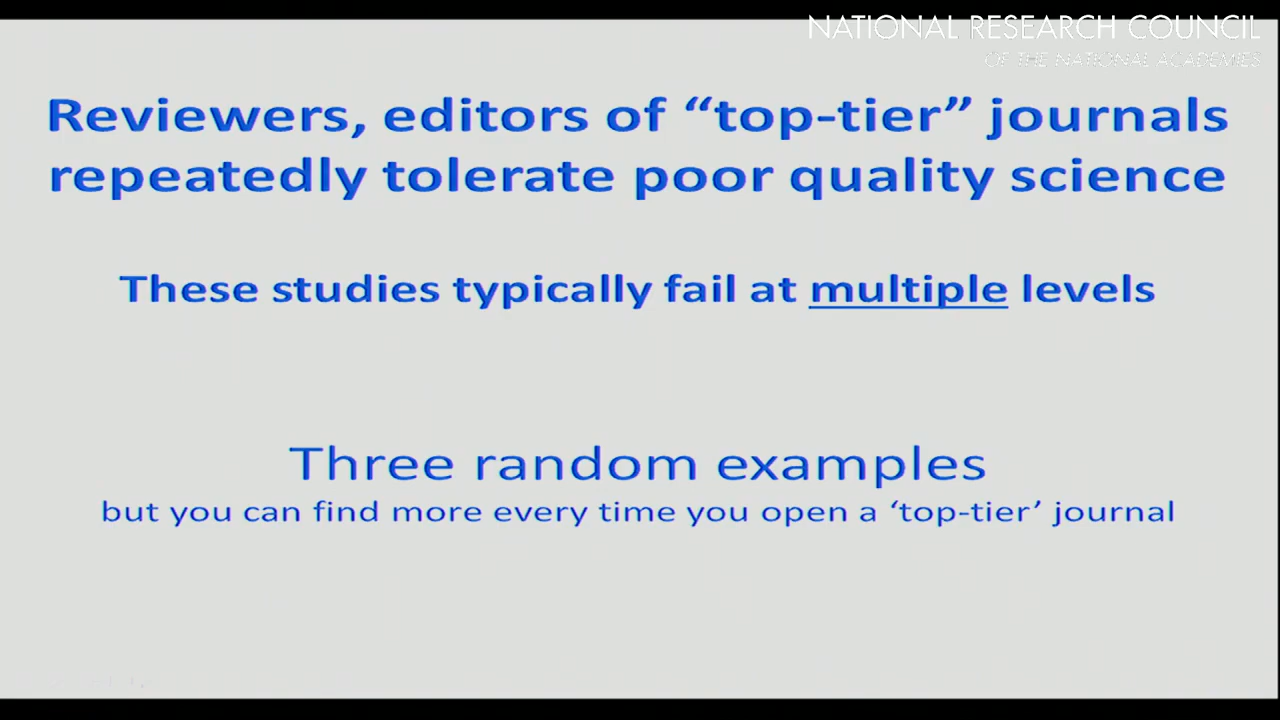 NATIONAL RESEARCH COUNCIL
OF THE NATIONAL ACADEMIES
Reviewers, editors of “top-tier” journals
repeatedly tolerate poor quality science
These studies typically fail at multiple levels
Three random examples
but you can find more every time you open a ‘top-tier’ journal